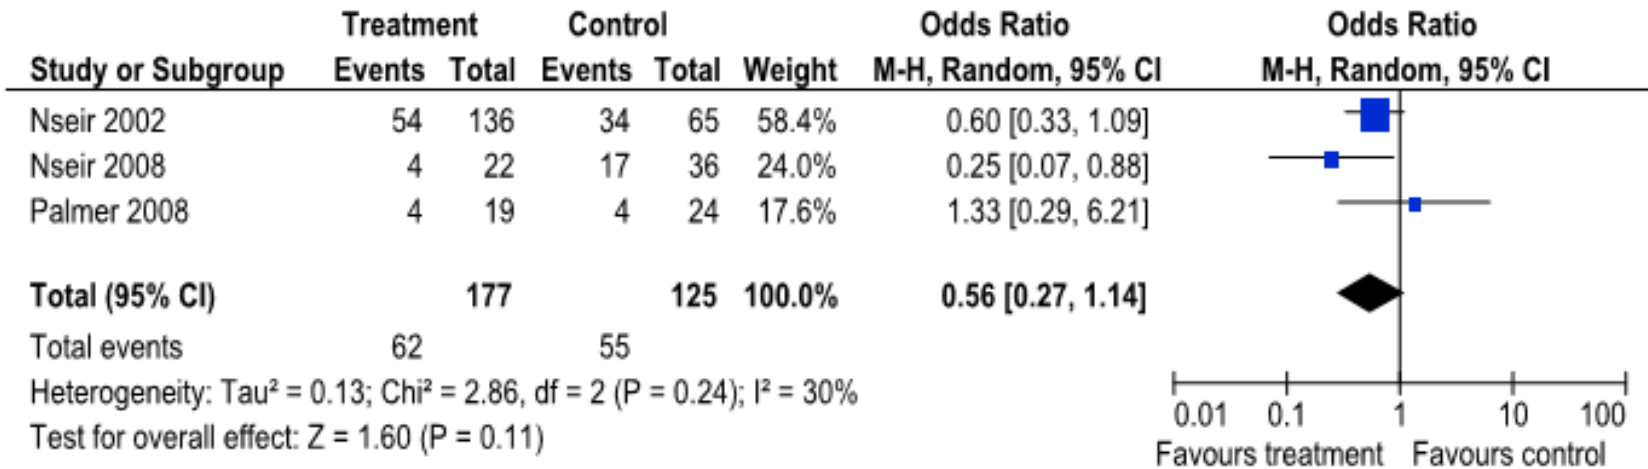 Treatment Control Odds Ratio Odds Ratio
Study or Subgroup Events Total Events Total Weight M-H, Random, 95% CI M-H, Random, 95% CI
Nseir 2002 54 136 34 65 58.4% 0.60 [0.33, 1.09]
Nseir 2008 4 22 17 36 24.0% 0.25 [0.07, 0.88]
Palmer 2008 4 19 4 24 17.6% 1.33 [0.29, 6.21]
Total (95% CI) 177 125 100.0% 0.56 [0.27, 1.14]
Total events 62 55
Heterogeneity: Tau² = 0.13; Chi² = 2.86, df = 2 (P = 0.24); I² = 30%
Test for overall effect: Z = 1.60 (P = 0.11)
0.01 0.1 1 10 100
Favours treatment Favours control